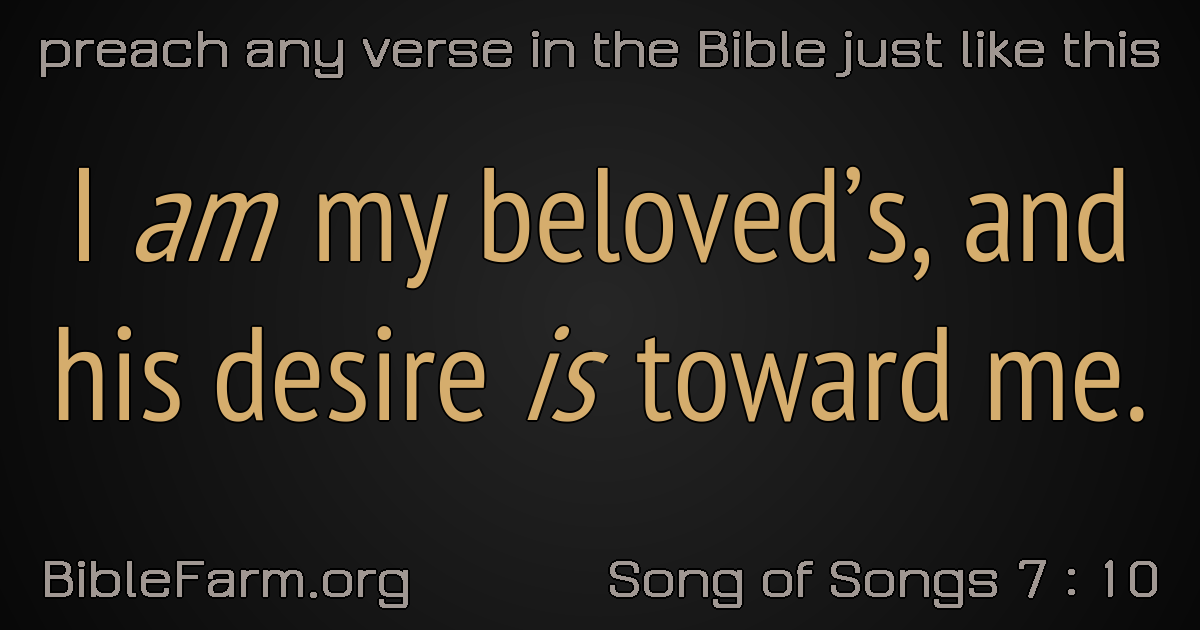 preach any verse in the Bible just like this
I am my beloved’s, and
his desire is toward me.
BibleFarm.org
Song of Songs 7 : 10